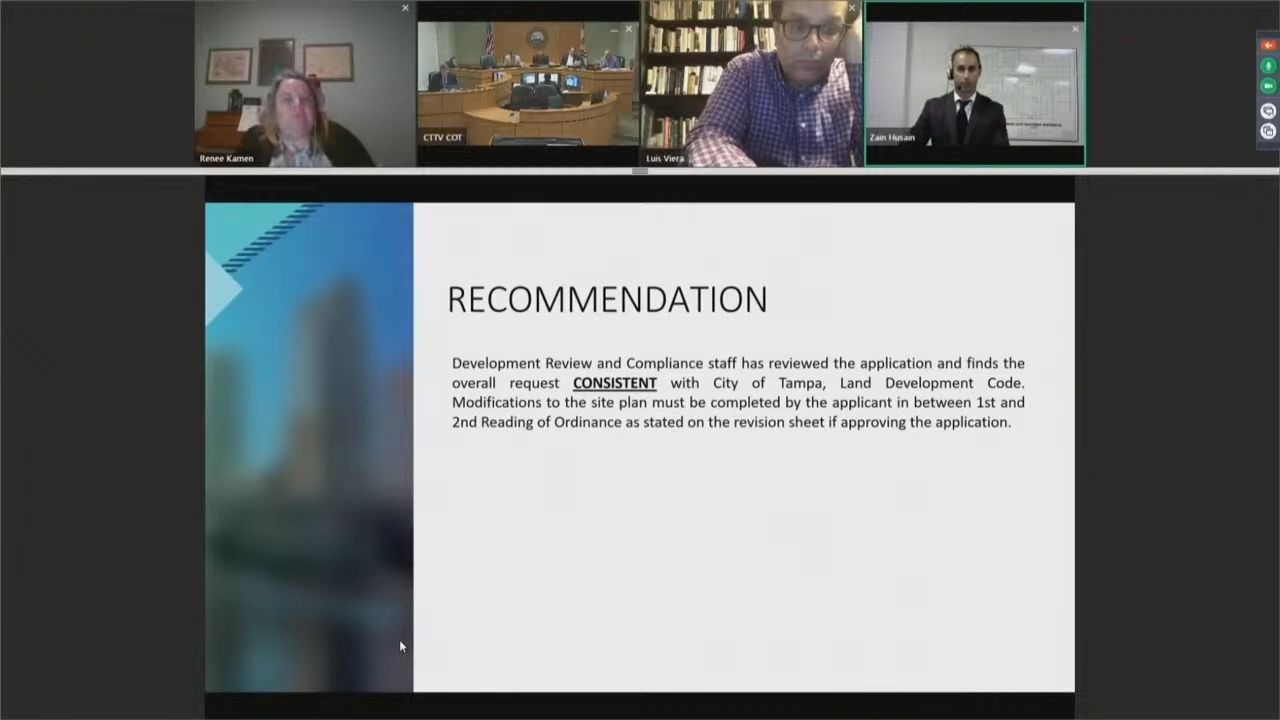 Renee Kamen
CTTV COT
Luis Viera
Zain Husain
RECOMMENDATION
Development Review and Compliance staff has reviewed the application and finds the
overall request CONSISTENT with City of Tampa, Land Development Code.
Modifications to the site plan must be completed by the applicant in between 1st and
2nd Reading of Ordinance as stated on the revision sheet if approving the application.